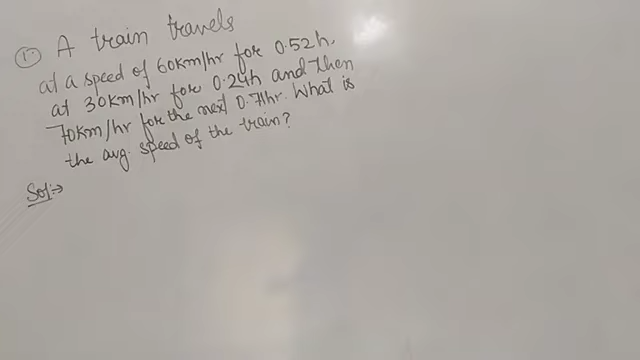 ① A train travels
at a speed of 60km/hr for 0.52h,
at 30km/hr for 0.24h and then
70km/hr for the next 0.71hr. What is
the avg. speed of the train?
Sol:→